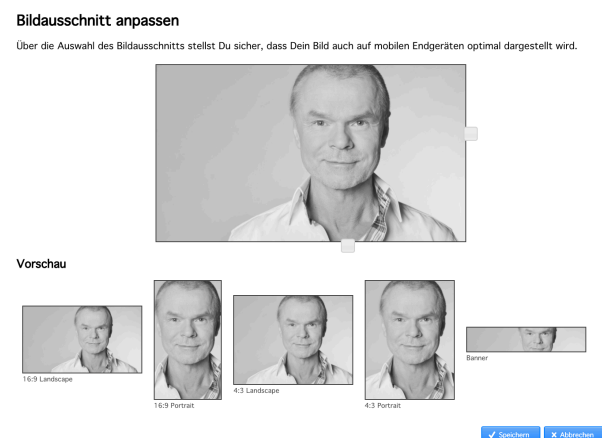 Bildausschnitt anpassen
Über die Auswahl des Bildausschnitts stellst Du sicher, dass Dein Bild auch auf mobilen Endgeräten optimal dargestellt wird.
Vorschau
16:9 Landscape
16:9 Portrait
4:3 Landscape
4:3 Portrait
Banner
Speichern
Abbrechen